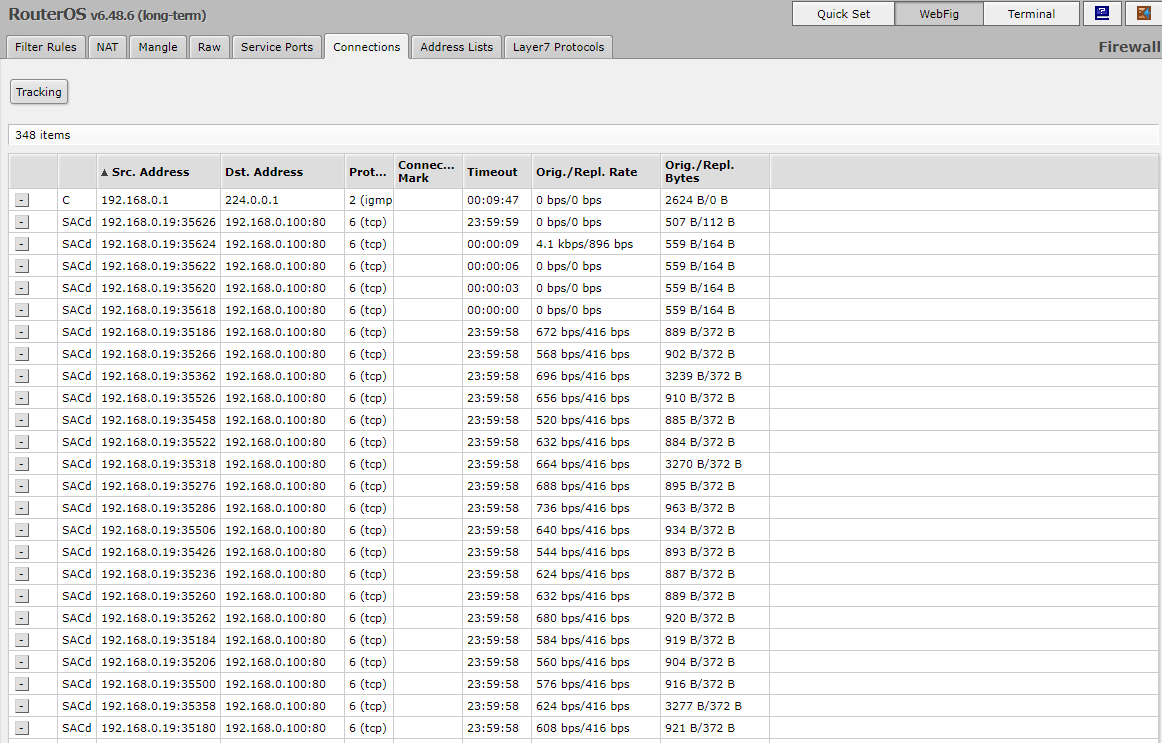 RouterOS v6.48.6 (long-term)
Quick Set WebFig Terminal
Filter Rules NAT Mangle Raw Service Ports Connections Address Lists Layer7 Protocols Firewall
Tracking
348 items
▲ Src. Address Dst. Address Prot... Connec... Mark Timeout Orig./Repl. Rate Orig./Repl. Bytes
- C 192.168.0.1 224.0.0.1 2 (igmp 00:09:47 0 bps/0 bps 2624 B/0 B
- SACd 192.168.0.19:35626 192.168.0.100:80 6 (tcp) 23:59:59 0 bps/0 bps 507 B/112 B
- SACd 192.168.0.19:35624 192.168.0.100:80 6 (tcp) 00:00:09 4.1 kbps/896 bps 559 B/164 B
- SACd 192.168.0.19:35622 192.168.0.100:80 6 (tcp) 00:00:06 0 bps/0 bps 559 B/164 B
- SACd 192.168.0.19:35620 192.168.0.100:80 6 (tcp) 00:00:03 0 bps/0 bps 559 B/164 B
- SACd 192.168.0.19:35618 192.168.0.100:80 6 (tcp) 00:00:00 0 bps/0 bps 559 B/164 B
- SACd 192.168.0.19:35186 192.168.0.100:80 6 (tcp) 23:59:58 672 bps/416 bps 889 B/372 B
- SACd 192.168.0.19:35266 192.168.0.100:80 6 (tcp) 23:59:58 568 bps/416 bps 902 B/372 B
- SACd 192.168.0.19:35362 192.168.0.100:80 6 (tcp) 23:59:58 696 bps/416 bps 3239 B/372 B
- SACd 192.168.0.19:35526 192.168.0.100:80 6 (tcp) 23:59:58 656 bps/416 bps 910 B/372 B
- SACd 192.168.0.19:35458 192.168.0.100:80 6 (tcp) 23:59:58 520 bps/416 bps 885 B/372 B
- SACd 192.168.0.19:35522 192.168.0.100:80 6 (tcp) 23:59:58 632 bps/416 bps 884 B/372 B
- SACd 192.168.0.19:35318 192.168.0.100:80 6 (tcp) 23:59:58 664 bps/416 bps 3270 B/372 B
- SACd 192.168.0.19:35276 192.168.0.100:80 6 (tcp) 23:59:58 688 bps/416 bps 895 B/372 B
- SACd 192.168.0.19:35286 192.168.0.100:80 6 (tcp) 23:59:58 736 bps/416 bps 963 B/372 B
- SACd 192.168.0.19:35506 192.168.0.100:80 6 (tcp) 23:59:58 640 bps/416 bps 934 B/372 B
- SACd 192.168.0.19:35426 192.168.0.100:80 6 (tcp) 23:59:58 544 bps/416 bps 893 B/372 B
- SACd 192.168.0.19:35236 192.168.0.100:80 6 (tcp) 23:59:58 624 bps/416 bps 887 B/372 B
- SACd 192.168.0.19:35260 192.168.0.100:80 6 (tcp) 23:59:58 632 bps/416 bps 889 B/372 B
- SACd 192.168.0.19:35262 192.168.0.100:80 6 (tcp) 23:59:58 680 bps/416 bps 920 B/372 B
- SACd 192.168.0.19:35184 192.168.0.100:80 6 (tcp) 23:59:58 584 bps/416 bps 919 B/372 B
- SACd 192.168.0.19:35206 192.168.0.100:80 6 (tcp) 23:59:58 560 bps/416 bps 904 B/372 B
- SACd 192.168.0.19:35500 192.168.0.100:80 6 (tcp) 23:59:58 576 bps/416 bps 916 B/372 B
- SACd 192.168.0.19:35358 192.168.0.100:80 6 (tcp) 23:59:58 624 bps/416 bps 3277 B/372 B
- SACd 192.168.0.19:35180 192.168.0.100:80 6 (tcp) 23:59:58 608 bps/416 bps 921 B/372 B